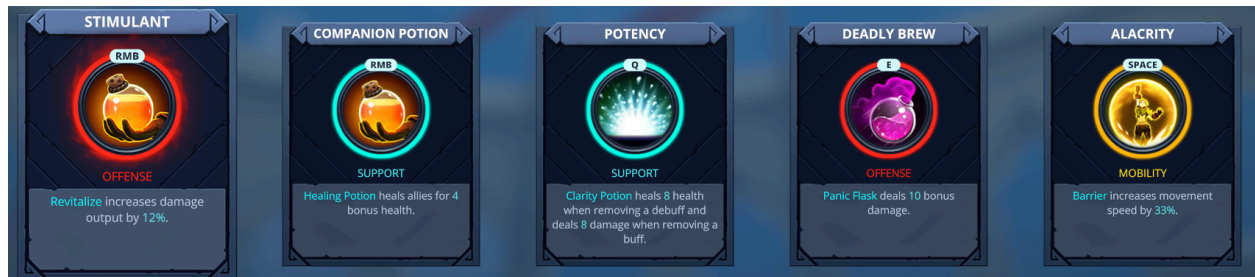 STIMULANT
RMB
OFFENSE
Revitalize increases damage
output by 12%.
COMPANION POTION
RMB
SUPPORT
Healing Potion heals allies for 4
bonus health.
POTENCY
Q
SUPPORT
Clarity Potion heals 8 health
when removing a debuff and
deals 8 damage when removing a
buff.
DEADLY BREW
E
OFFENSE
Panic Flask deals 10 bonus
damage.
ALACRITY
SPACE
MOBILITY
Barrier increases movement
speed by 33%.